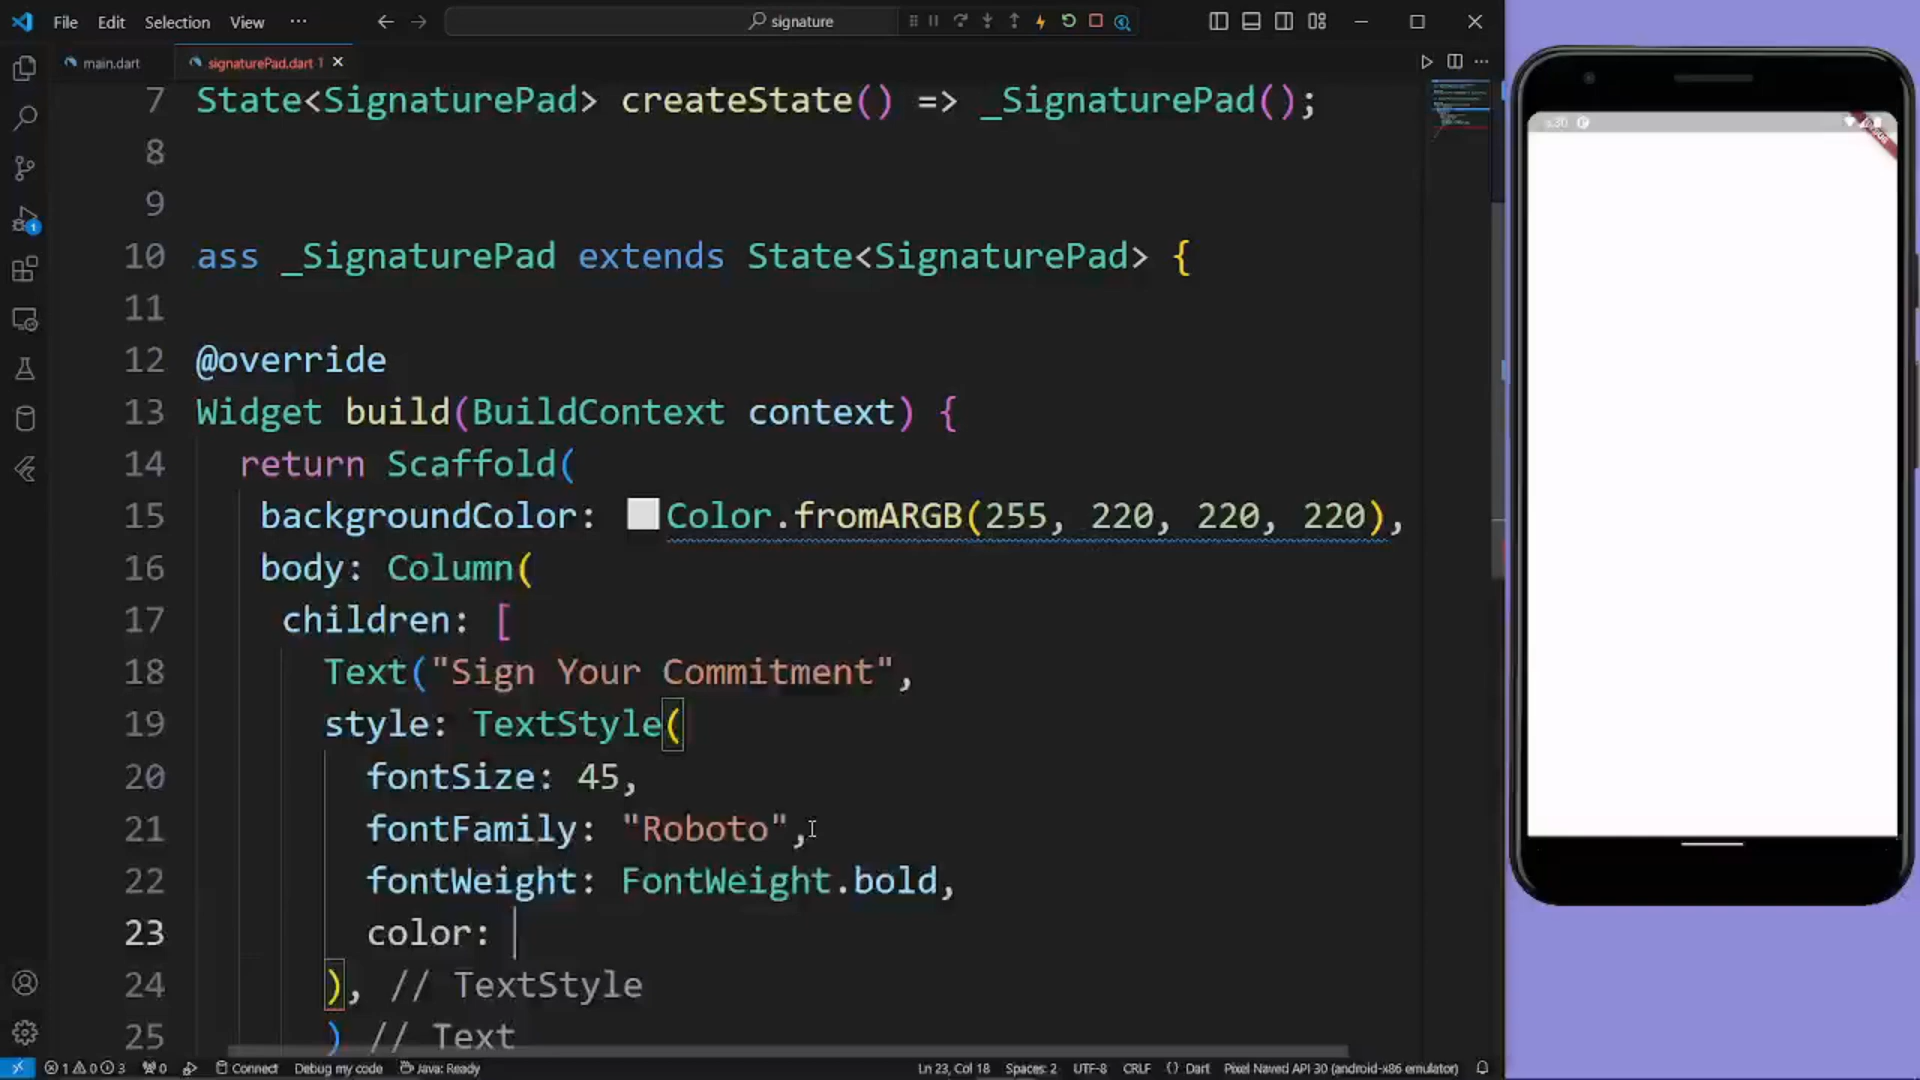 File Edit Selection View ··· signature
main.dart signaturePad.dart 1
7 State<SignaturePad> createState() => _SignaturePad();
8
9
10 ass _SignaturePad extends State<SignaturePad> {
11
12 @override
13 Widget build(BuildContext context) {
14 return Scaffold(
15 backgroundColor: Color.fromARGB(255, 220, 220, 220),
16 body: Column(
17 children: [
18 Text("Sign Your Commitment",
19 style: TextStyle(
20 fontSize: 45,
21 fontFamily: "Roboto",
22 fontWeight: FontWeight.bold,
23 color:
24 ), // TextStyle
25 ) // Text
1 0 3 0 Connect Debug my code Java: Ready Ln 23, Col 18 Spaces: 2 UTF-8 CRLF {} Dart Pixel Naved API 30 (android-x86 emulator)